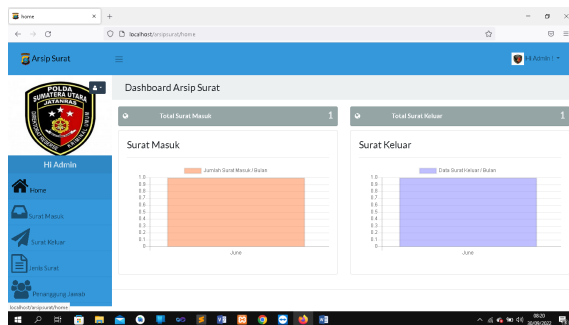 home
localhost/arsipsurat/home
Arsip Surat
Hi Admin !
POLDA
SUMATERA UTARA
JATANRAS
DIREKTORAT RESERSE KRIMINAL UMUM
Hi Admin
Home
Surat Masuk
Surat Keluar
Jenis Surat
Penanggung Jawab
localhost/arsipsurat/home
Dashboard Arsip Surat
Total Surat Masuk 1
Total Surat Keluar 1
Surat Masuk
Jumlah Surat Masuk / Bulan
1.0
0.9
0.8
0.7
0.6
0.5
0.4
0.3
0.2
0.1
0
June
Surat Keluar
Data Surat Keluar / Bulan
1.0
0.9
0.8
0.7
0.6
0.5
0.4
0.3
0.2
0.1
0
June
08:20
30/09/2022